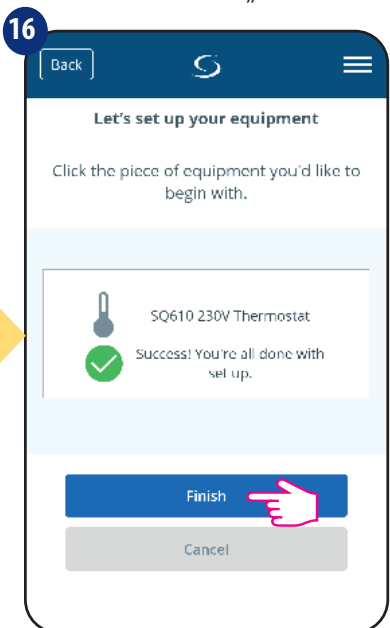 „
16
Back
Let's set up your equipment
Click the piece of equipment you'd like to
begin with.
SQ610 230V Thermostat
Success! You're all done with
set up.
Finish
Cancel